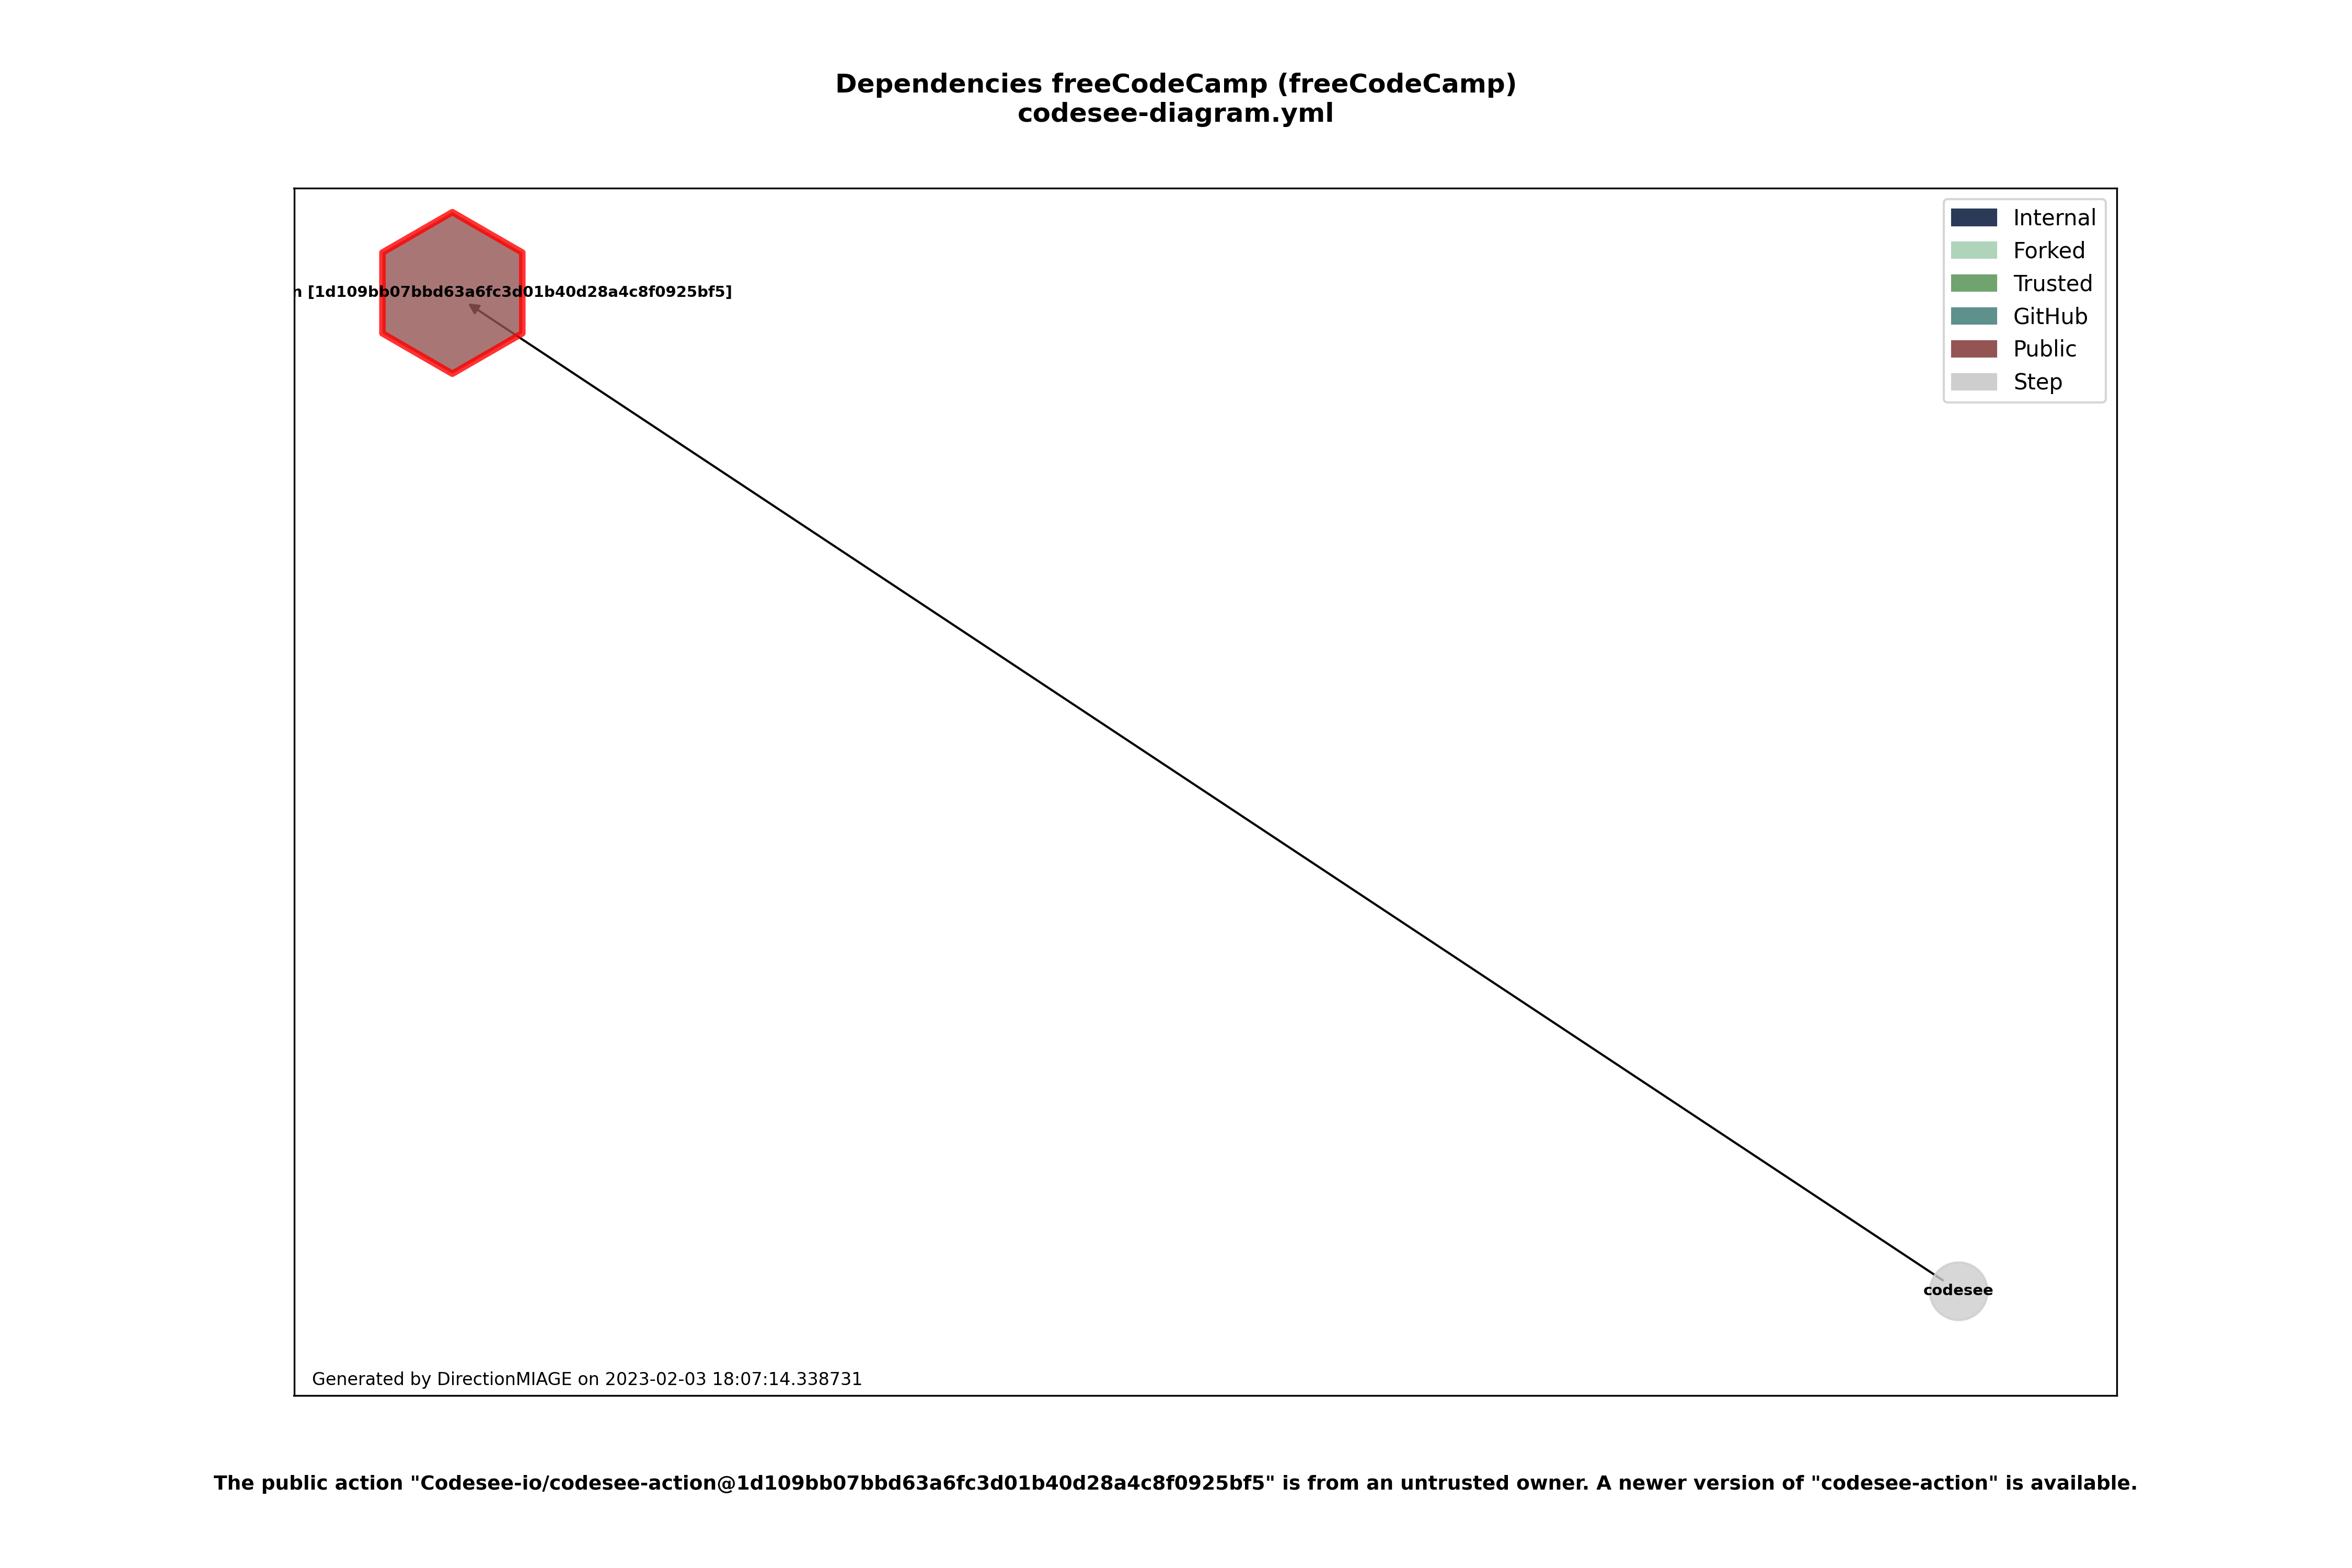 Dependencies freeCodeCamp (freeCodeCamp)
codesee-diagram.yml
Internal
Forked
Trusted
GitHub
Public
Step
n [1d109bb07bbd63a6fc3d01b40d28a4c8f0925bf5]
codesee
Generated by DirectionMIAGE on 2023-02-03 18:07:14.338731
The public action "Codesee-io/codesee-action@1d109bb07bbd63a6fc3d01b40d28a4c8f0925bf5" is from an untrusted owner. A newer version of "codesee-action" is available.